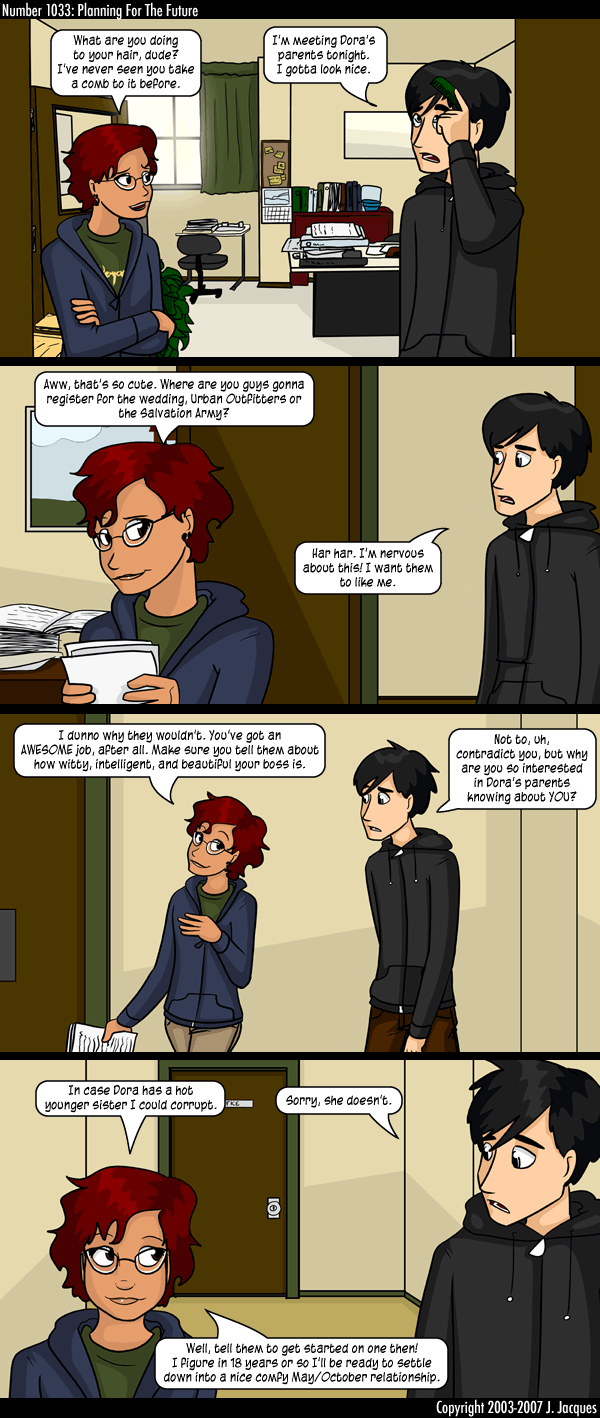 Number 1033: Planning For The Future
What are you doing
to your hair, dude?
I've never seen you take
a comb to it before.
I'm meeting Dora's
parents tonight.
I gotta look nice.
Aww, that's so cute. Where are you guys gonna
register for the wedding, Urban Outfitters or
the Salvation Army?
Har har. I'm nervous
about this! I want them
to like me.
I dunno why they wouldn't. You've got an
AWESOME job, after all. Make sure you tell them about
how witty, intelligent, and beautiful your boss is.
Not to, uh,
contradict you, but why
are you so interested
in Dora's parents
knowing about YOU?
In case Dora has a hot
younger sister I could corrupt.
Sorry, she doesn't.
Well, tell them to get started on one then!
I figure in 18 years or so I'll be ready to settle
down into a nice comfy May/October relationship.
Copyright 2003-2007 J. Jacques